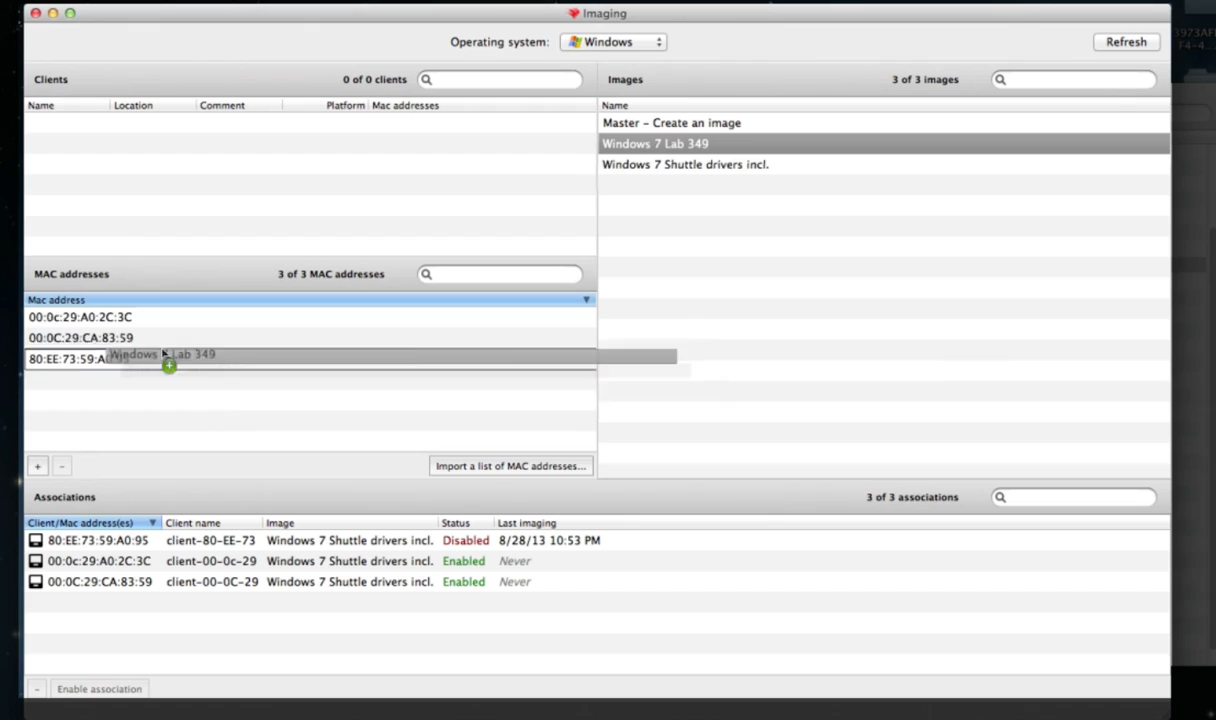 Imaging
Operating system: Windows
Refresh
Clients 0 of 0 clients
Images 3 of 3 images
Name Location Comment Platform Mac addresses
Name
Master - Create an image
Windows 7 Lab 349
Windows 7 Shuttle drivers incl.
MAC addresses 3 of 3 MAC addresses
Mac address
00:0c:29:A0:2C:3C
00:0C:29:CA:83:59
80:EE:73:59:A0:95
Windows 7 Lab 349
+ - Import a list of MAC addresses...
Associations 3 of 3 associations
Client/Mac address(es) Client name Image Status Last imaging
80:EE:73:59:A0:95 client-80-EE-73 Windows 7 Shuttle drivers incl. Disabled 8/28/13 10:53 PM
00:0c:29:A0:2C:3C client-00-0c-29 Windows 7 Shuttle drivers incl. Enabled Never
00:0C:29:CA:83:59 client-00-0C-29 Windows 7 Shuttle drivers incl. Enabled Never
- Enable association